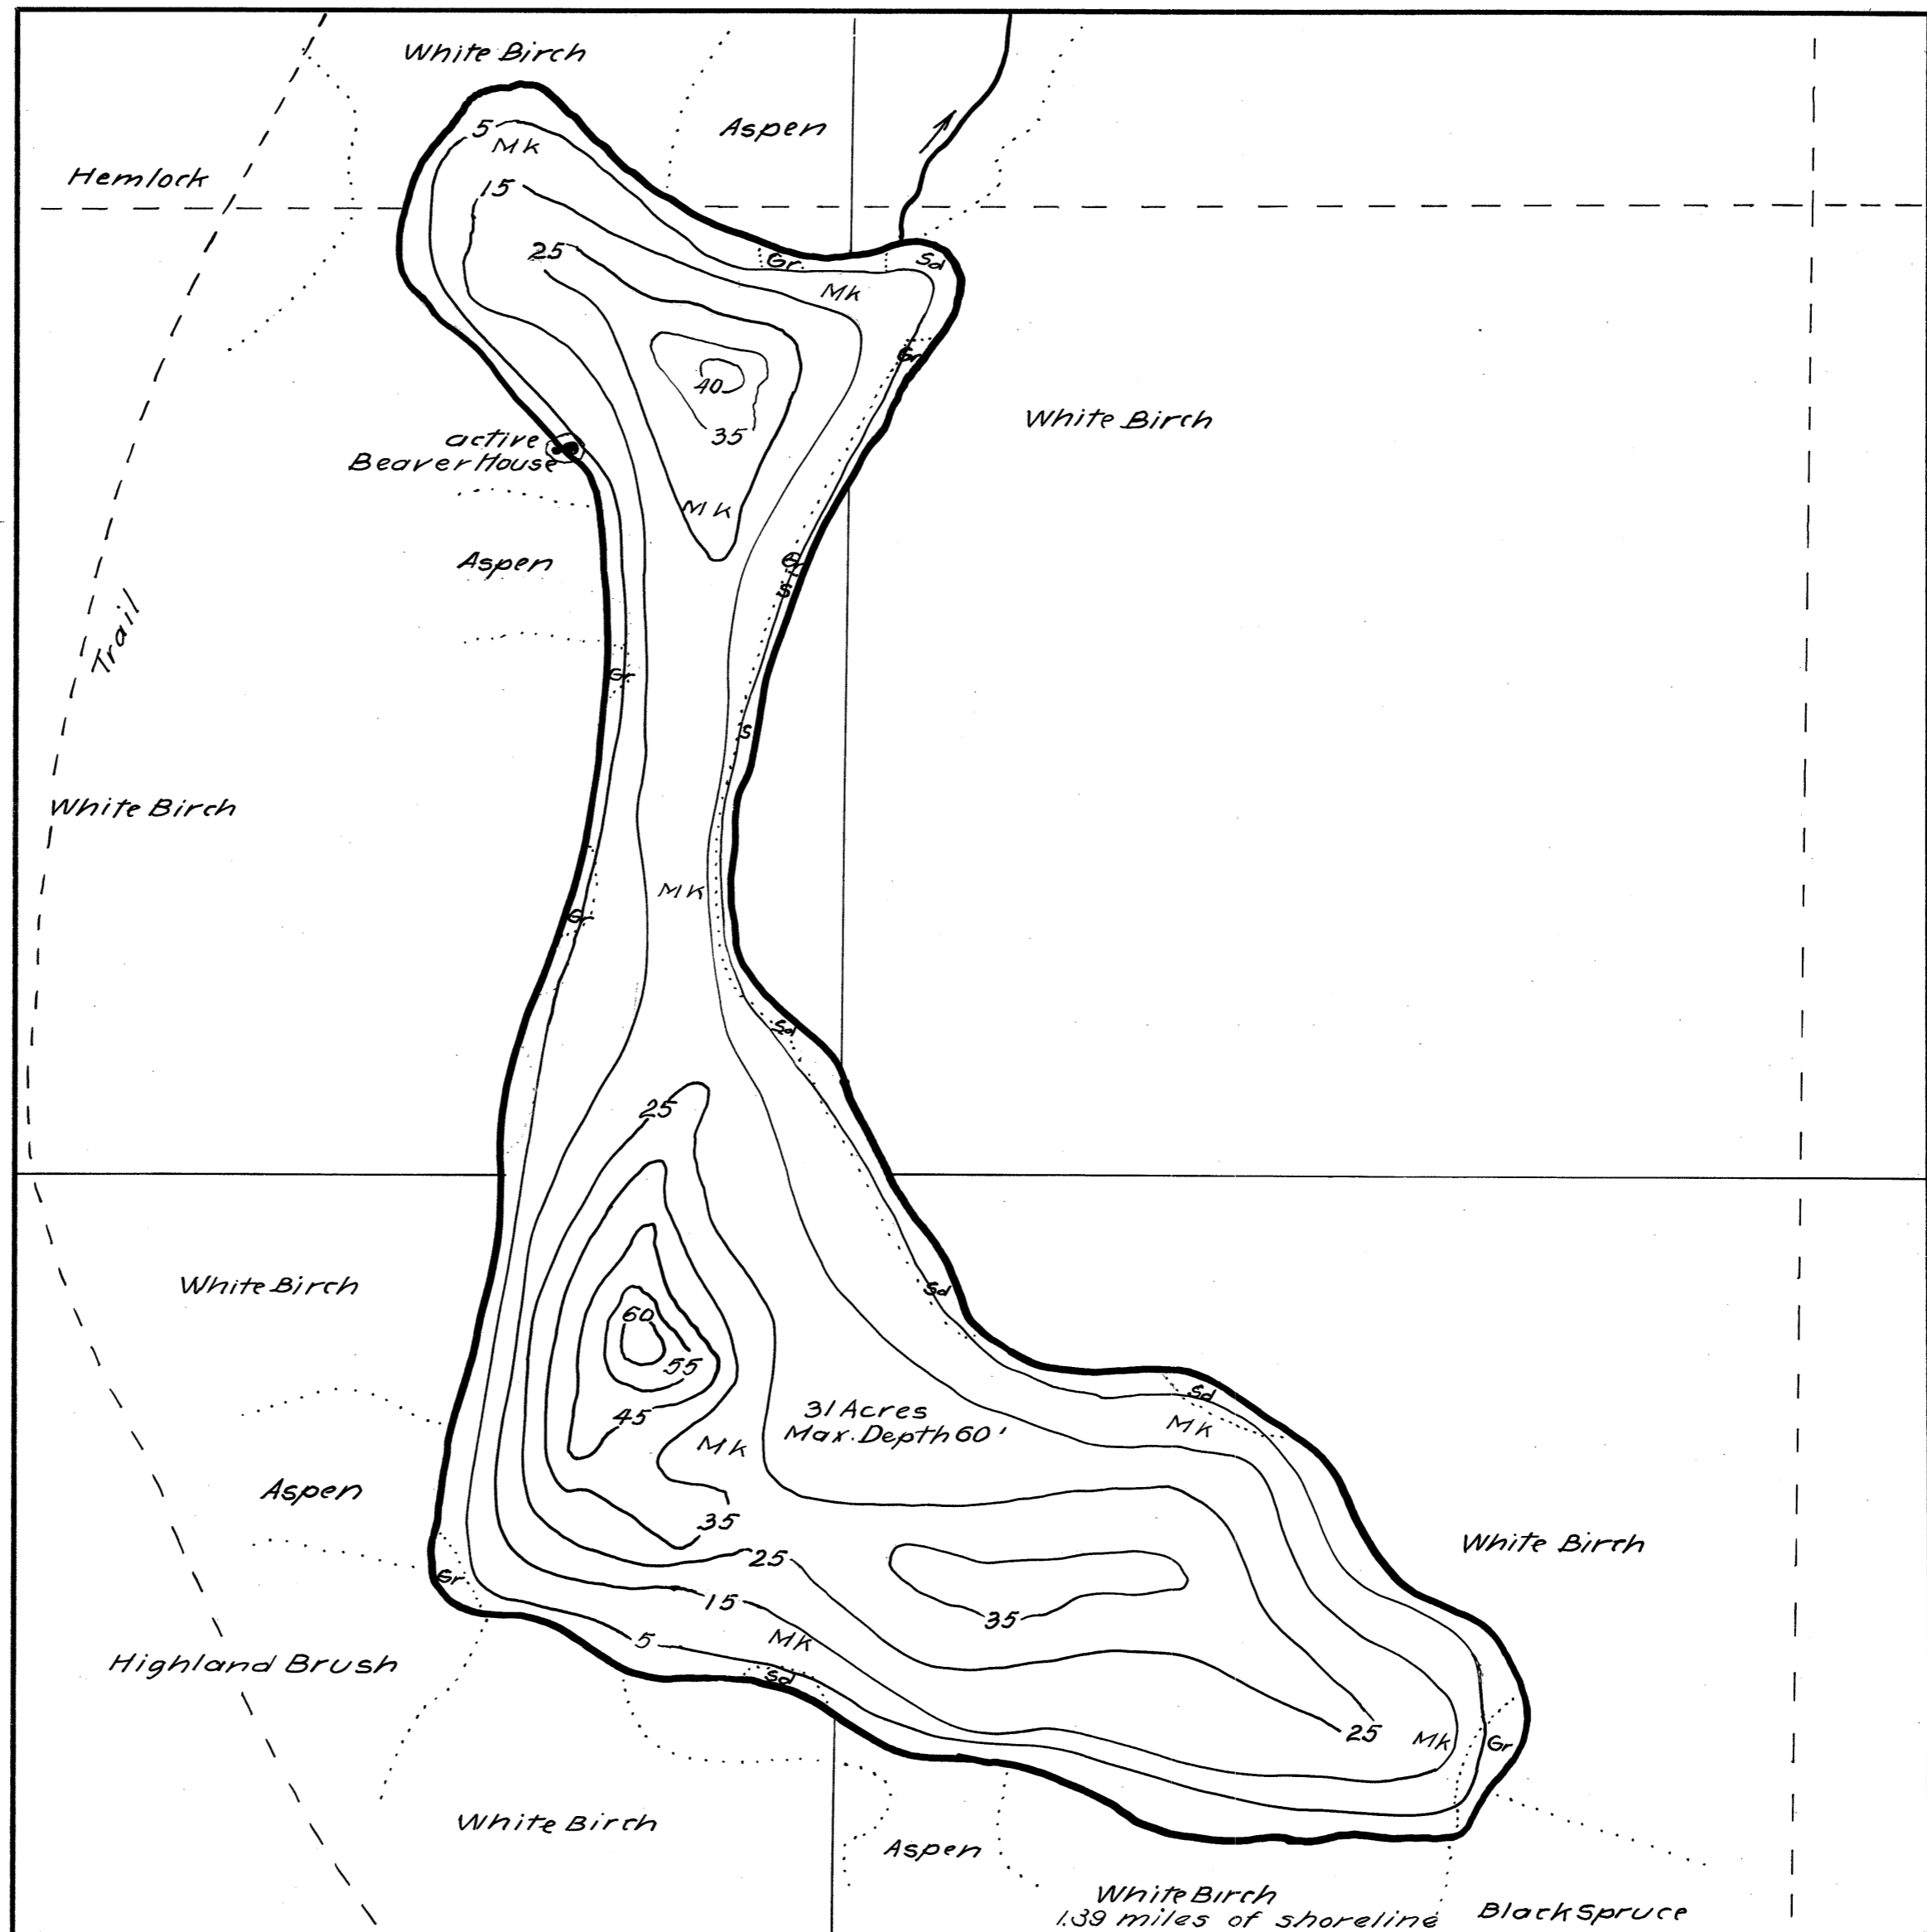 White Birch
Aspen
5
Mk
Hemlock
15
25
Gr.
Sd
Mk
Gr
40
35
White Birch
active
Beaver House
Mk
Aspen
Gr
S
Trail
Gr
S
White Birch
Mk
Gr
Sd
25
White Birch
Sd
60
55
45
31 Acres
Max. Depth 60'
Sd
Mk
Mk
Aspen
35
White Birch
25
Gr
15
35
5
Mk
Highland Brush
Sd
25
Mk
Gr
White Birch
Aspen
White Birch
1.39 miles of shoreline
Black Spruce